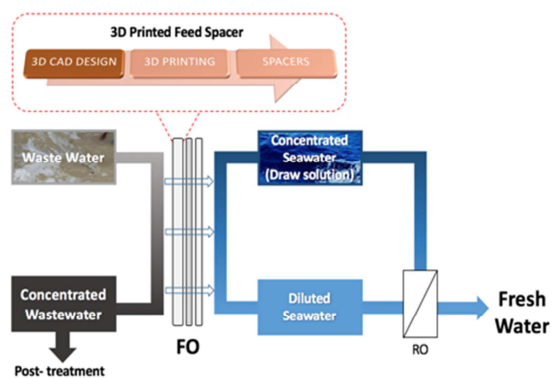 3D Printed Feed Spacer
3D CAD DESIGN
3D PRINTING
SPACERS
Waste Water
Concentrated
Seawater
(Draw solution)
Concentrated
Wastewater
Diluted
Seawater
Fresh
Water
FO
RO
Post- treatment